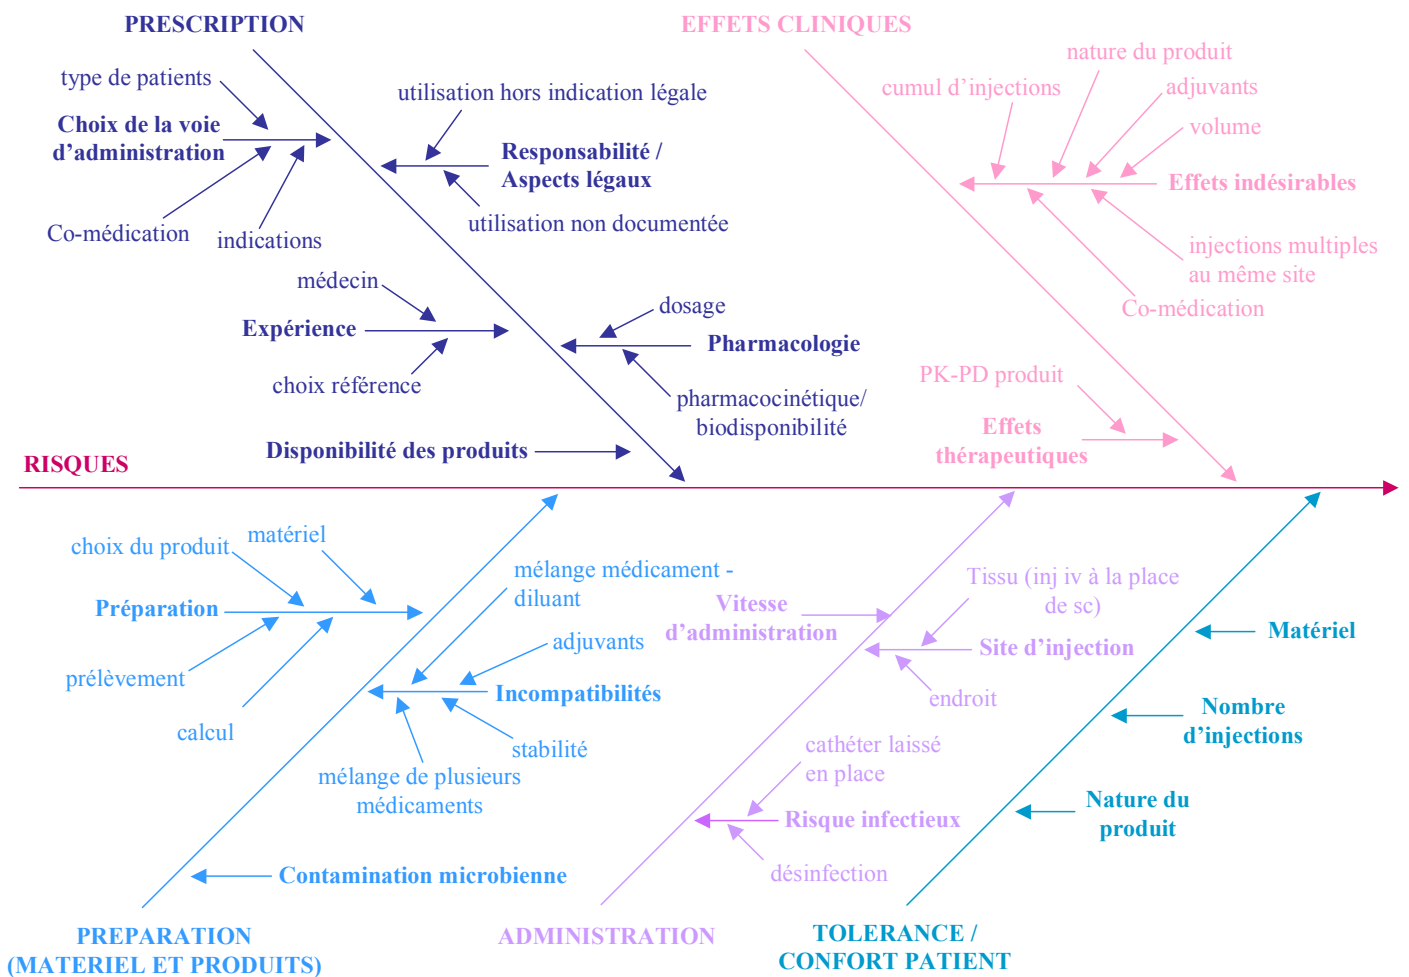 PRESCRIPTION
type de patients
Choix de la voie
d'administration
Co-médication
indications
utilisation hors indication légale
Responsabilité /
Aspects légaux
utilisation non documentée
médecin
Expérience
choix référence
dosage
Pharmacologie
pharmacocinétique/
biodisponibilité
Disponibilité des produits
EFFETS CLINIQUES
nature du produit
cumul d'injections
adjuvants
volume
Effets indésirables
injections multiples
au même site
Co-médication
PK-PD produit
Effets
thérapeutiques
RISQUES
choix du produit
matériel
Préparation
prélèvement
calcul
mélange médicament -
diluant
adjuvants
Incompatibilités
stabilité
mélange de plusieurs
médicaments
Contamination microbienne
PREPARATION
(MATERIEL ET PRODUITS)
Vitesse
d'administration
Tissu (inj iv à la place
de sc)
Site d'injection
endroit
cathéter laissé
en place
Risque infectieux
désinfection
ADMINISTRATION
Matériel
Nombre
d'injections
Nature du
produit
TOLERANCE /
CONFORT PATIENT